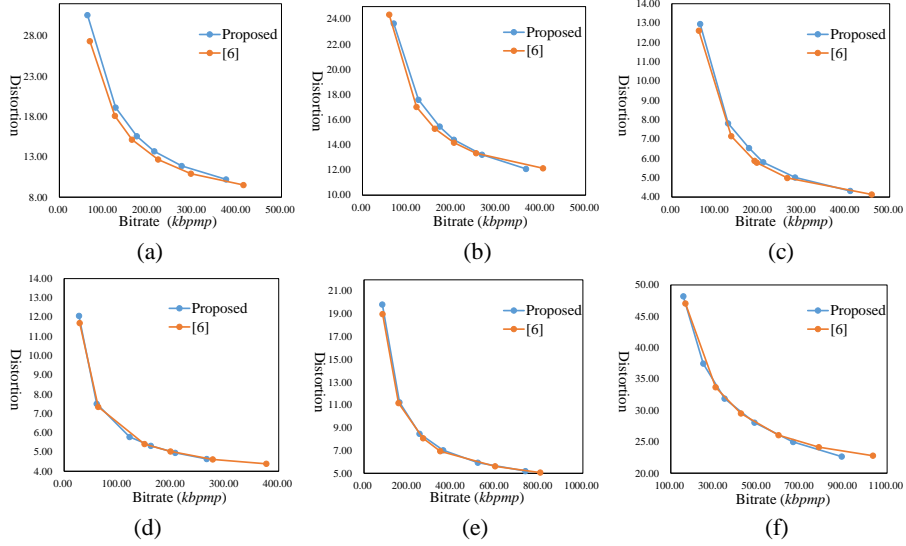 28.00
23.00
18.00
13.00
8.00
Distortion
0.00 100.00 200.00 300.00 400.00 500.00
Bitrate (kbpmp)
Proposed
[6]
(a)
24.00
22.00
20.00
18.00
16.00
14.00
12.00
10.00
Distortion
0.00 100.00 200.00 300.00 400.00 500.00
Bitrate (kbpmp)
Proposed
[6]
(b)
14.00
13.00
12.00
11.00
10.00
9.00
8.00
7.00
6.00
5.00
4.00
Distortion
0.00 100.00 200.00 300.00 400.00 500.00
Bitrate (kbpmp)
Proposed
[6]
(c)
14.00
13.00
12.00
11.00
10.00
9.00
8.00
7.00
6.00
5.00
4.00
Distortion
0.00 100.00 200.00 300.00 400.00
Bitrate (kbpmp)
Proposed
[6]
(d)
21.00
19.00
17.00
15.00
13.00
11.00
9.00
7.00
5.00
Distortion
0.00 200.00 400.00 600.00 800.00 1000.00
Bitrate (kbpmp)
Proposed
[6]
(e)
50.00
45.00
40.00
35.00
30.00
25.00
20.00
Distortion
100.00 300.00 500.00 700.00 900.00 1100.00
Bitrate (kbpmp)
Proposed
[6]
(f)